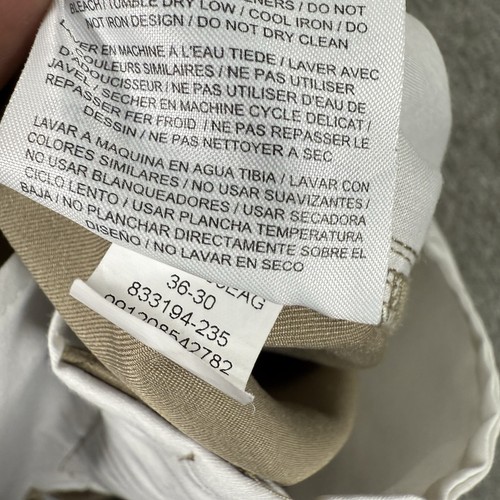 BLEACH / TUMBLE DRY LOW / COOL IRON / DO
NOT IRON DESIGN / DO NOT DRY CLEAN
LAVER EN MACHINE À L'EAU TIEDE / LAVER AVEC
D COULEURS SIMILAIRES / NE PAS UTILISER
D'ADOUCISSEUR / NE PAS UTILISER D'EAU DE
JAVEL / SECHER EN MACHINE CYCLE DELICAT /
REPASSER FER FROID / NE PAS REPASSER LE
DESSIN / NE PAS NETTOYER A SEC
LAVAR A MAQUINA EN AGUA TIBIA / LAVAR CON
COLORES SIMILARES / NO USAR SUAVIZANTES /
NO USAR BLANQUEADORES / USAR SECADORA
CICLO LENTO / USAR PLANCHA TEMPERATURA
BAJA / NO PLANCHAR DIRECTAMENTE SOBRE EL
DISEÑO / NO LAVAR EN SECO
36-30
833194-235
091208542782